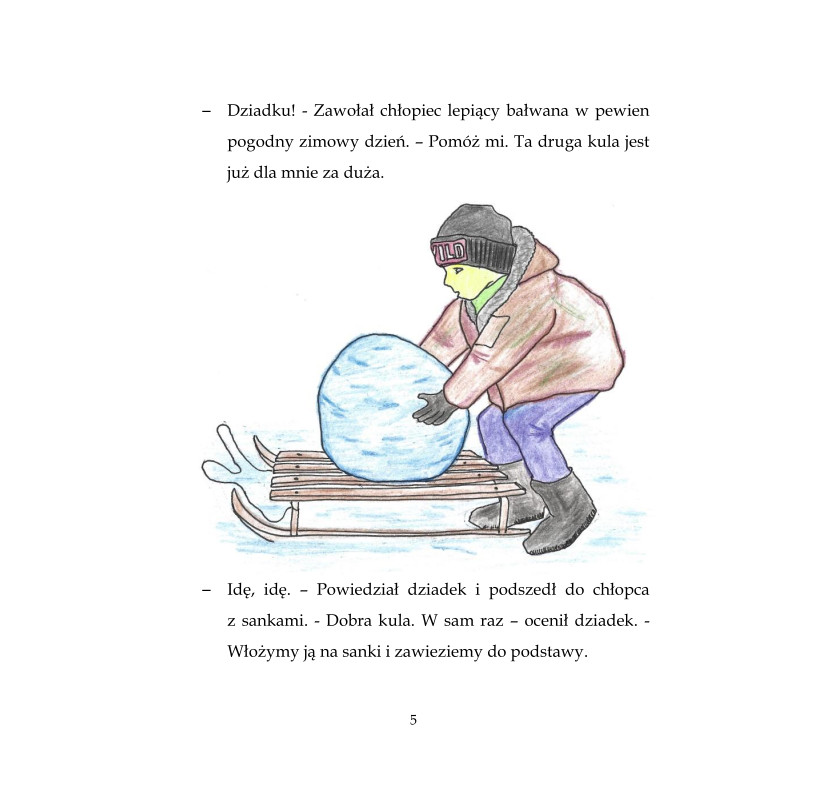 – Dziadku! - Zawołał chłopiec lepiący bałwana w pewien
pogodny zimowy dzień. – Pomóż mi. Ta druga kula jest
już dla mnie za duża.
ILD
– Idę, idę. – Powiedział dziadek i podszedł do chłopca
z sankami. - Dobra kula. W sam raz – ocenił dziadek. -
Włożymy ją na sanki i zawieziemy do podstawy.
5